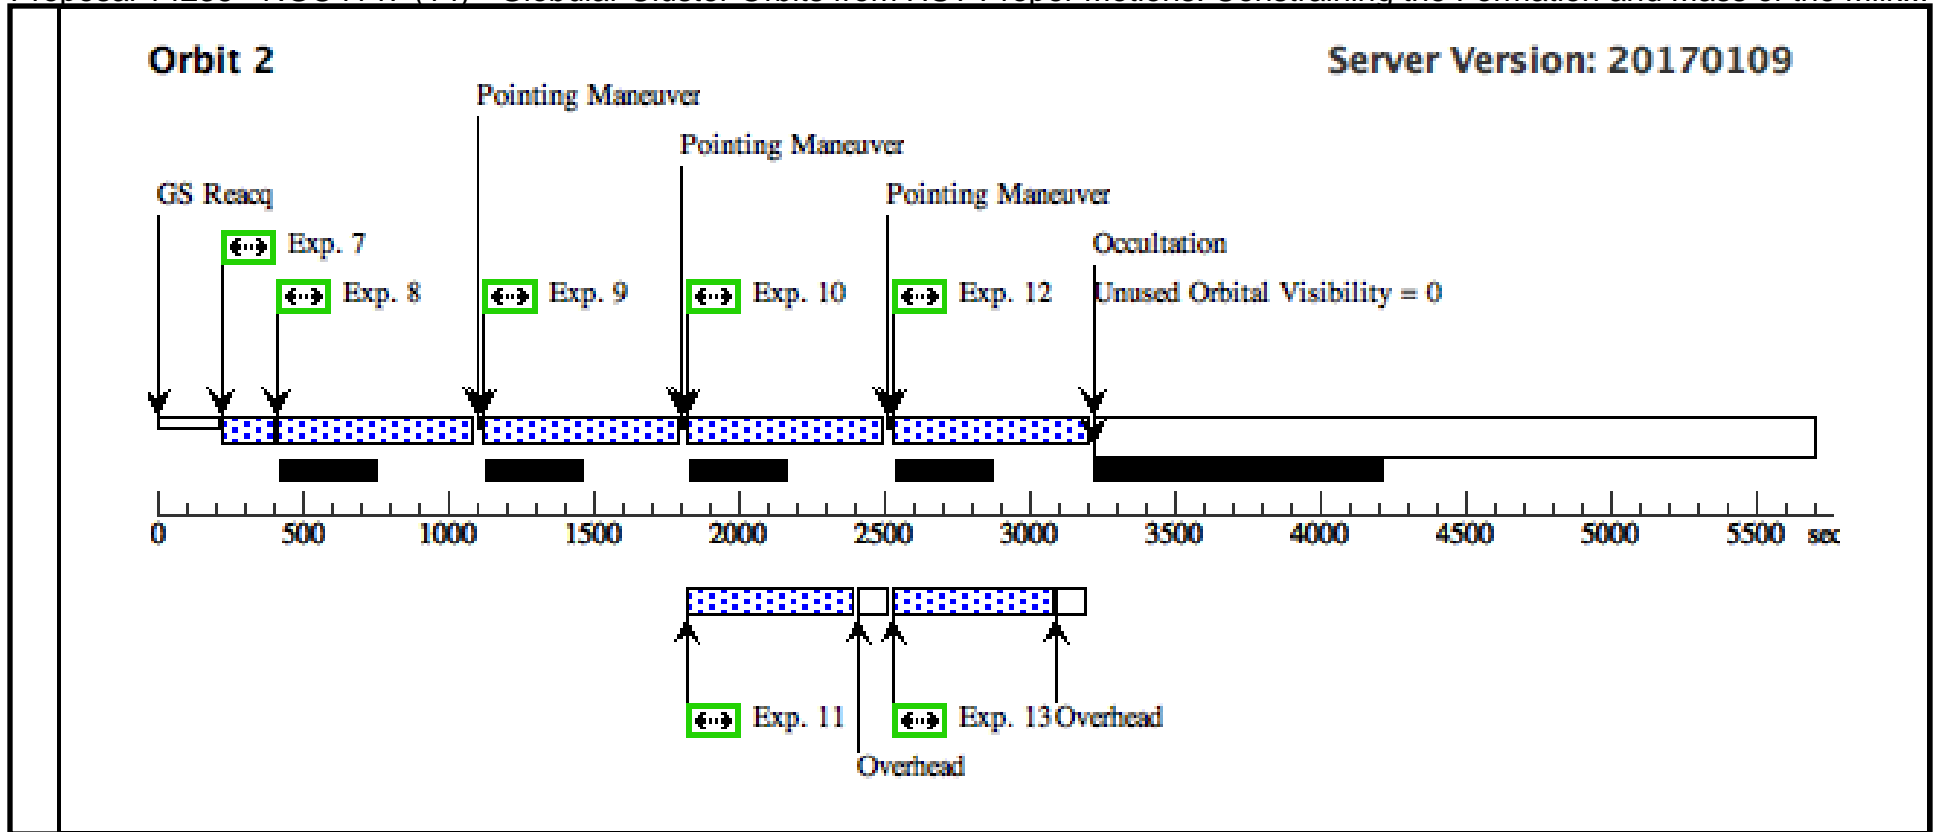 Orbit 2
Server Version: 20170109
Pointing Maneuver
Pointing Maneuver
GS Reacq
Pointing Maneuver
Exp. 7
Occultation
Exp. 8
Exp. 9
Exp. 10
Exp. 12
Unused Orbital Visibility = 0
0 500 1000 1500 2000 2500 3000 3500 4000 4500 5000 5500 sec
Exp. 11
Exp. 13
Overhead
Overhead